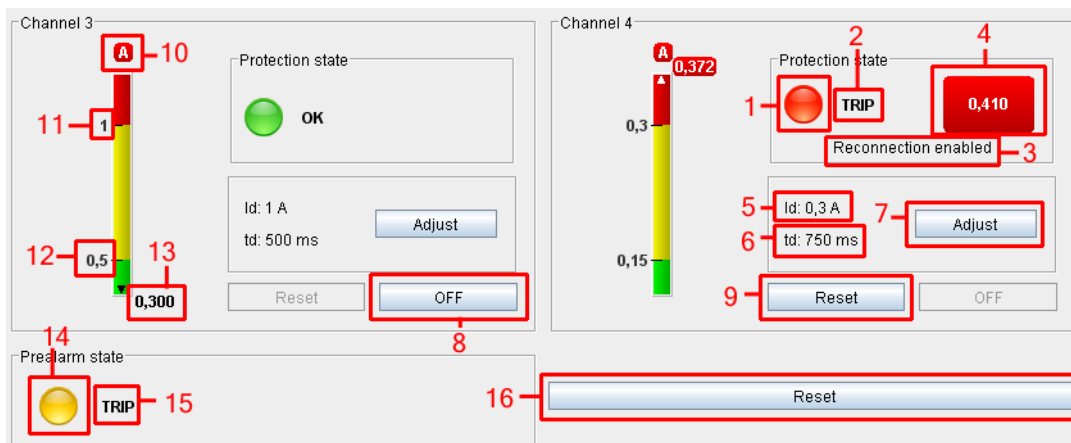 Channel 3
A
10
11
1
12
0,5
13
0,300
Protection state
OK
Id: 1 A
td: 500 ms
Adjust
Reset
OFF
8
Channel 4
A
0,372
0,3
0,15
Protection state
1
2
TRIP
4
0,410
Reconnection enabled
3
5
Id: 0,3 A
6
td: 750 ms
7
Adjust
9
Reset
OFF
14
Prealarm state
TRIP
15
16
Reset